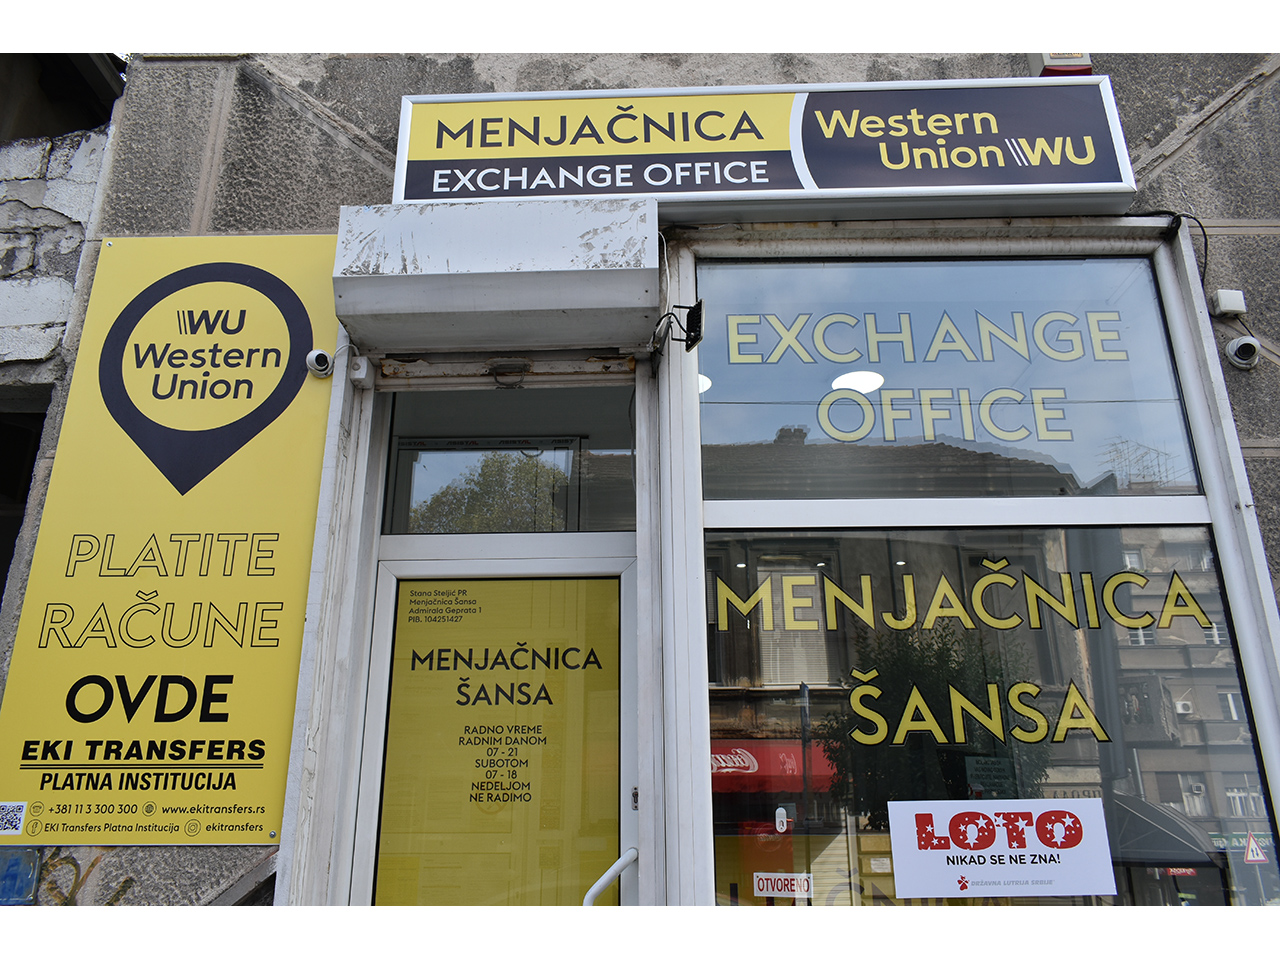 MENJAČNICA
EXCHANGE OFFICE
Western
Union WU
WU
Western
Union
PLATITE
RAČUNE
OVDE
EKI TRANSFERS
PLATNA INSTITUCIJA
+381 11 3 300 300 www.ekitransfers.rs
EKI Transfers Platna Institucija ekitransfers
Stana Steljić PR
Menjačnica Šansa
Admirala Geprata 1
PIB. 104251427
MENJAČNICA
ŠANSA
RADNO VREME
RADNIM DANOM
07 - 21
SUBOTOM
07 - 18
NEDELJOM
NE RADIMO
EXCHANGE
OFFICE
MENJAČNICA
ŠANSA
LOTO
NIKAD SE NE ZNA!
DRŽAVNA LUTRIJA SRBIJE
OTVORENO